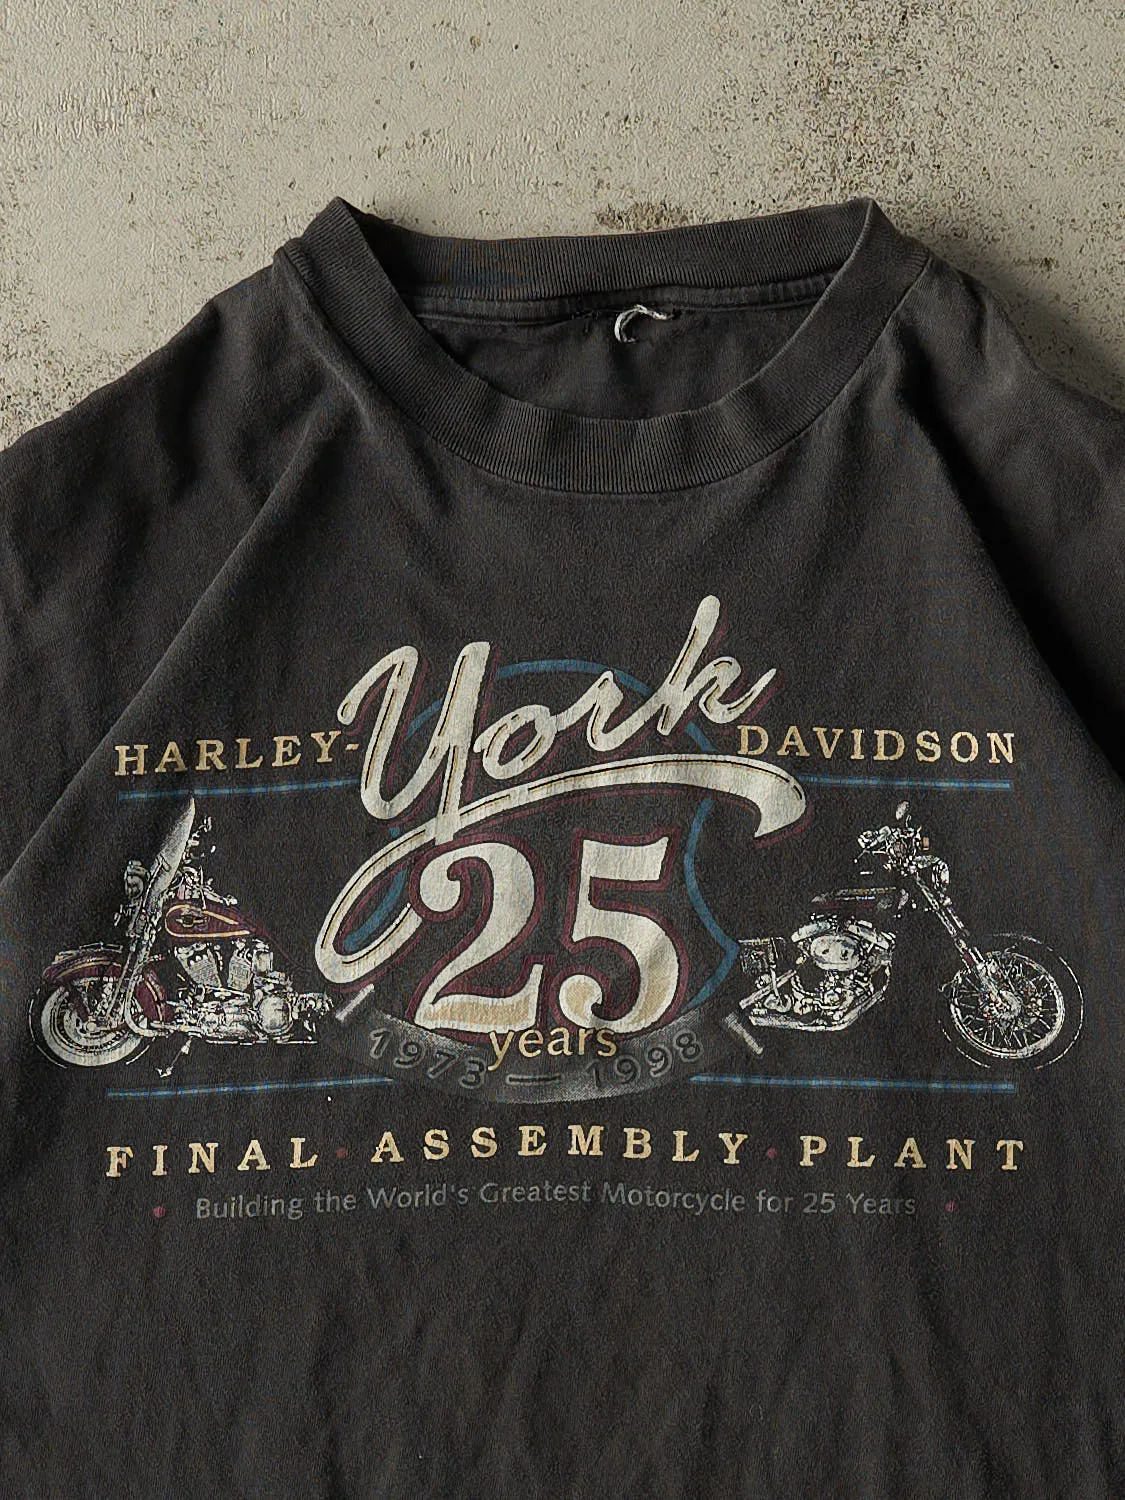 York
HARLEY-DAVIDSON
25
years
1973 — 1998
FINAL • ASSEMBLY • PLANT
• Building the World's Greatest Motorcycle for 25 Years •